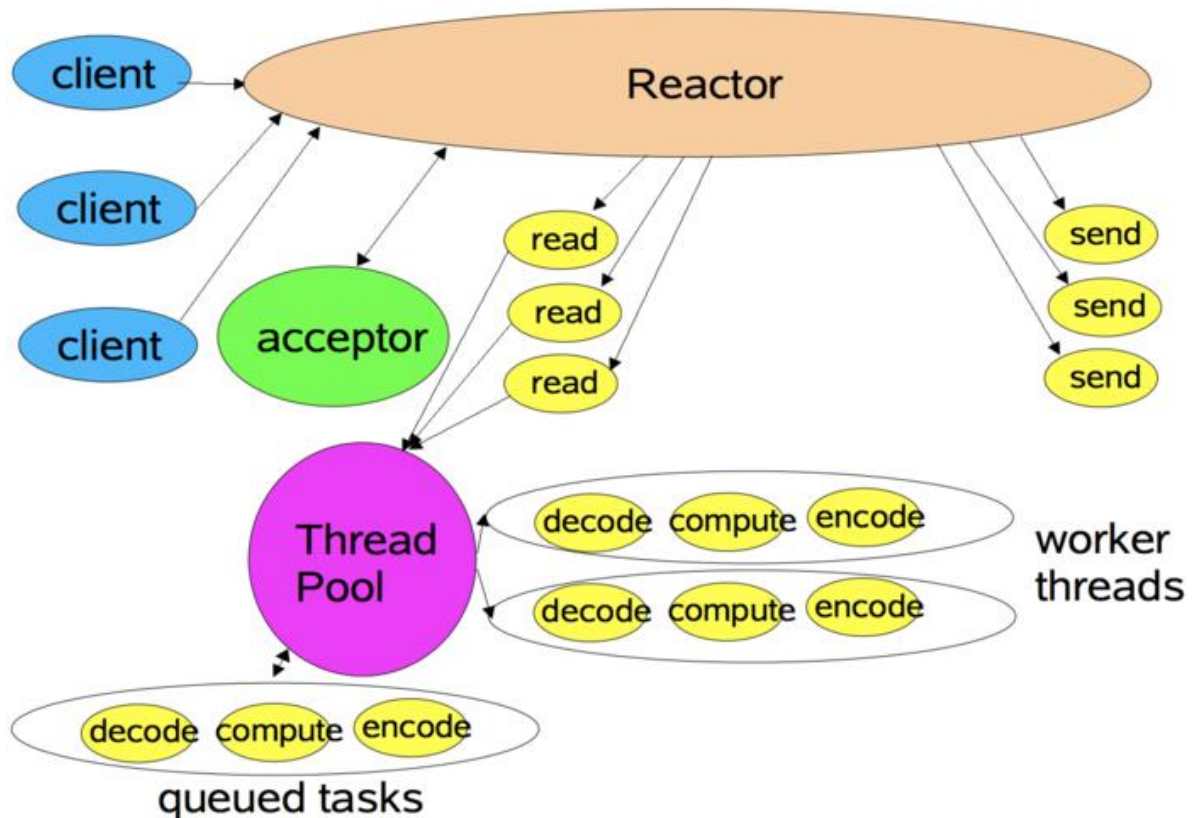 client
Reactor
client
client
acceptor
read
read
read
send
send
send
Thread
Pool
decode compute encode
decode compute encode
worker
threads
decode compute encode
queued tasks